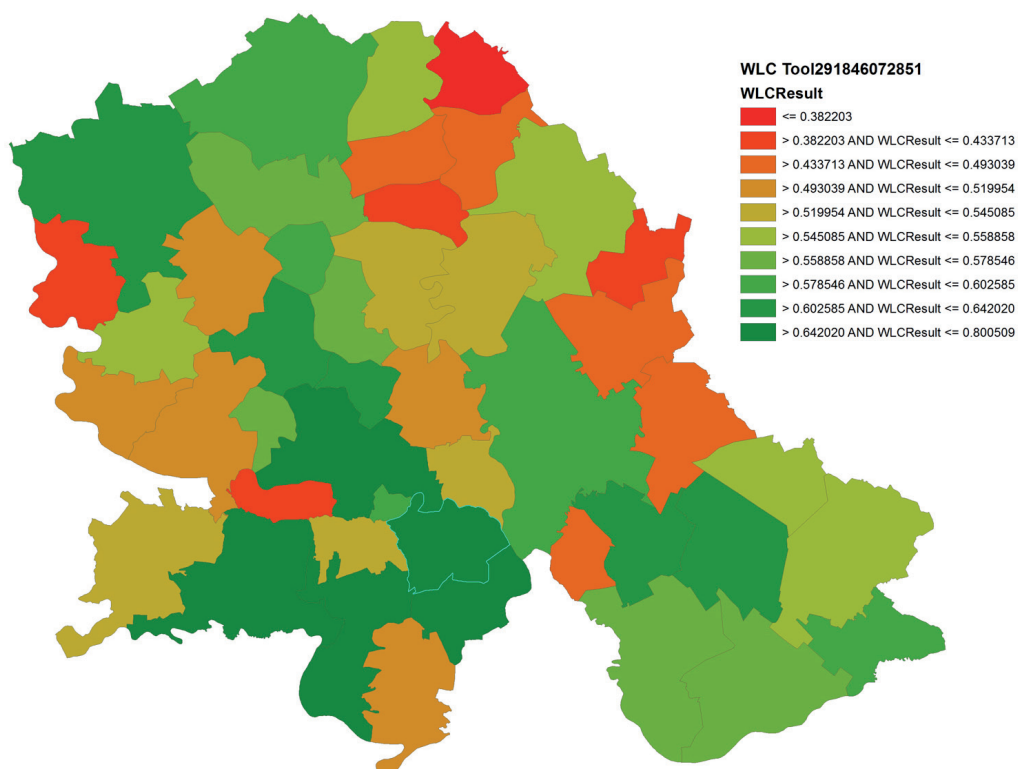 WLC Tool291846072851
WLCResult
<= 0.382203
> 0.382203 AND WLCResult <= 0.433713
> 0.433713 AND WLCResult <= 0.493039
> 0.493039 AND WLCResult <= 0.519954
> 0.519954 AND WLCResult <= 0.545085
> 0.545085 AND WLCResult <= 0.558858
> 0.558858 AND WLCResult <= 0.578546
> 0.578546 AND WLCResult <= 0.602585
> 0.602585 AND WLCResult <= 0.642020
> 0.642020 AND WLCResult <= 0.800509